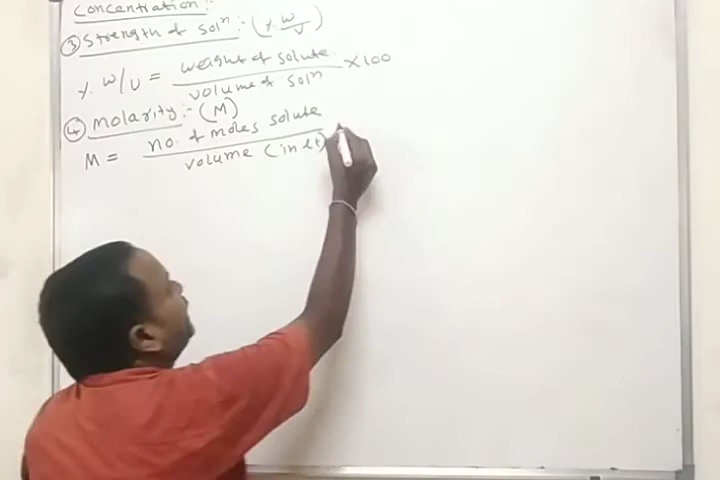 Concentration :-
③ Strength of Solⁿ :- (% W/V)
% W/V = weight of solute / volume of solⁿ × 100
④ Molarity :- (M)
M = no. of moles solute / volume (in lt)